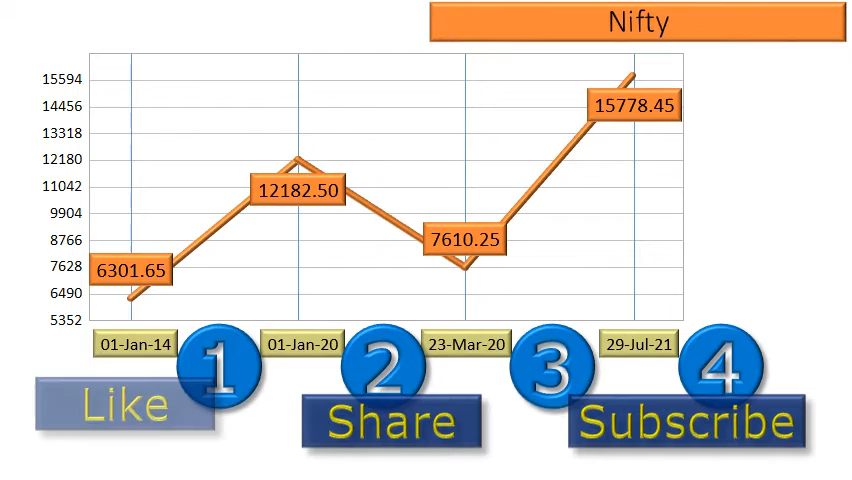 Nifty
15594
14456
13318
12180
11042
9904
8766
7628
6490
5352
6301.65
12182.50
7610.25
15778.45
01-Jan-14
01-Jan-20
23-Mar-20
29-Jul-21
1
2
3
4
Like
Share
Subscribe